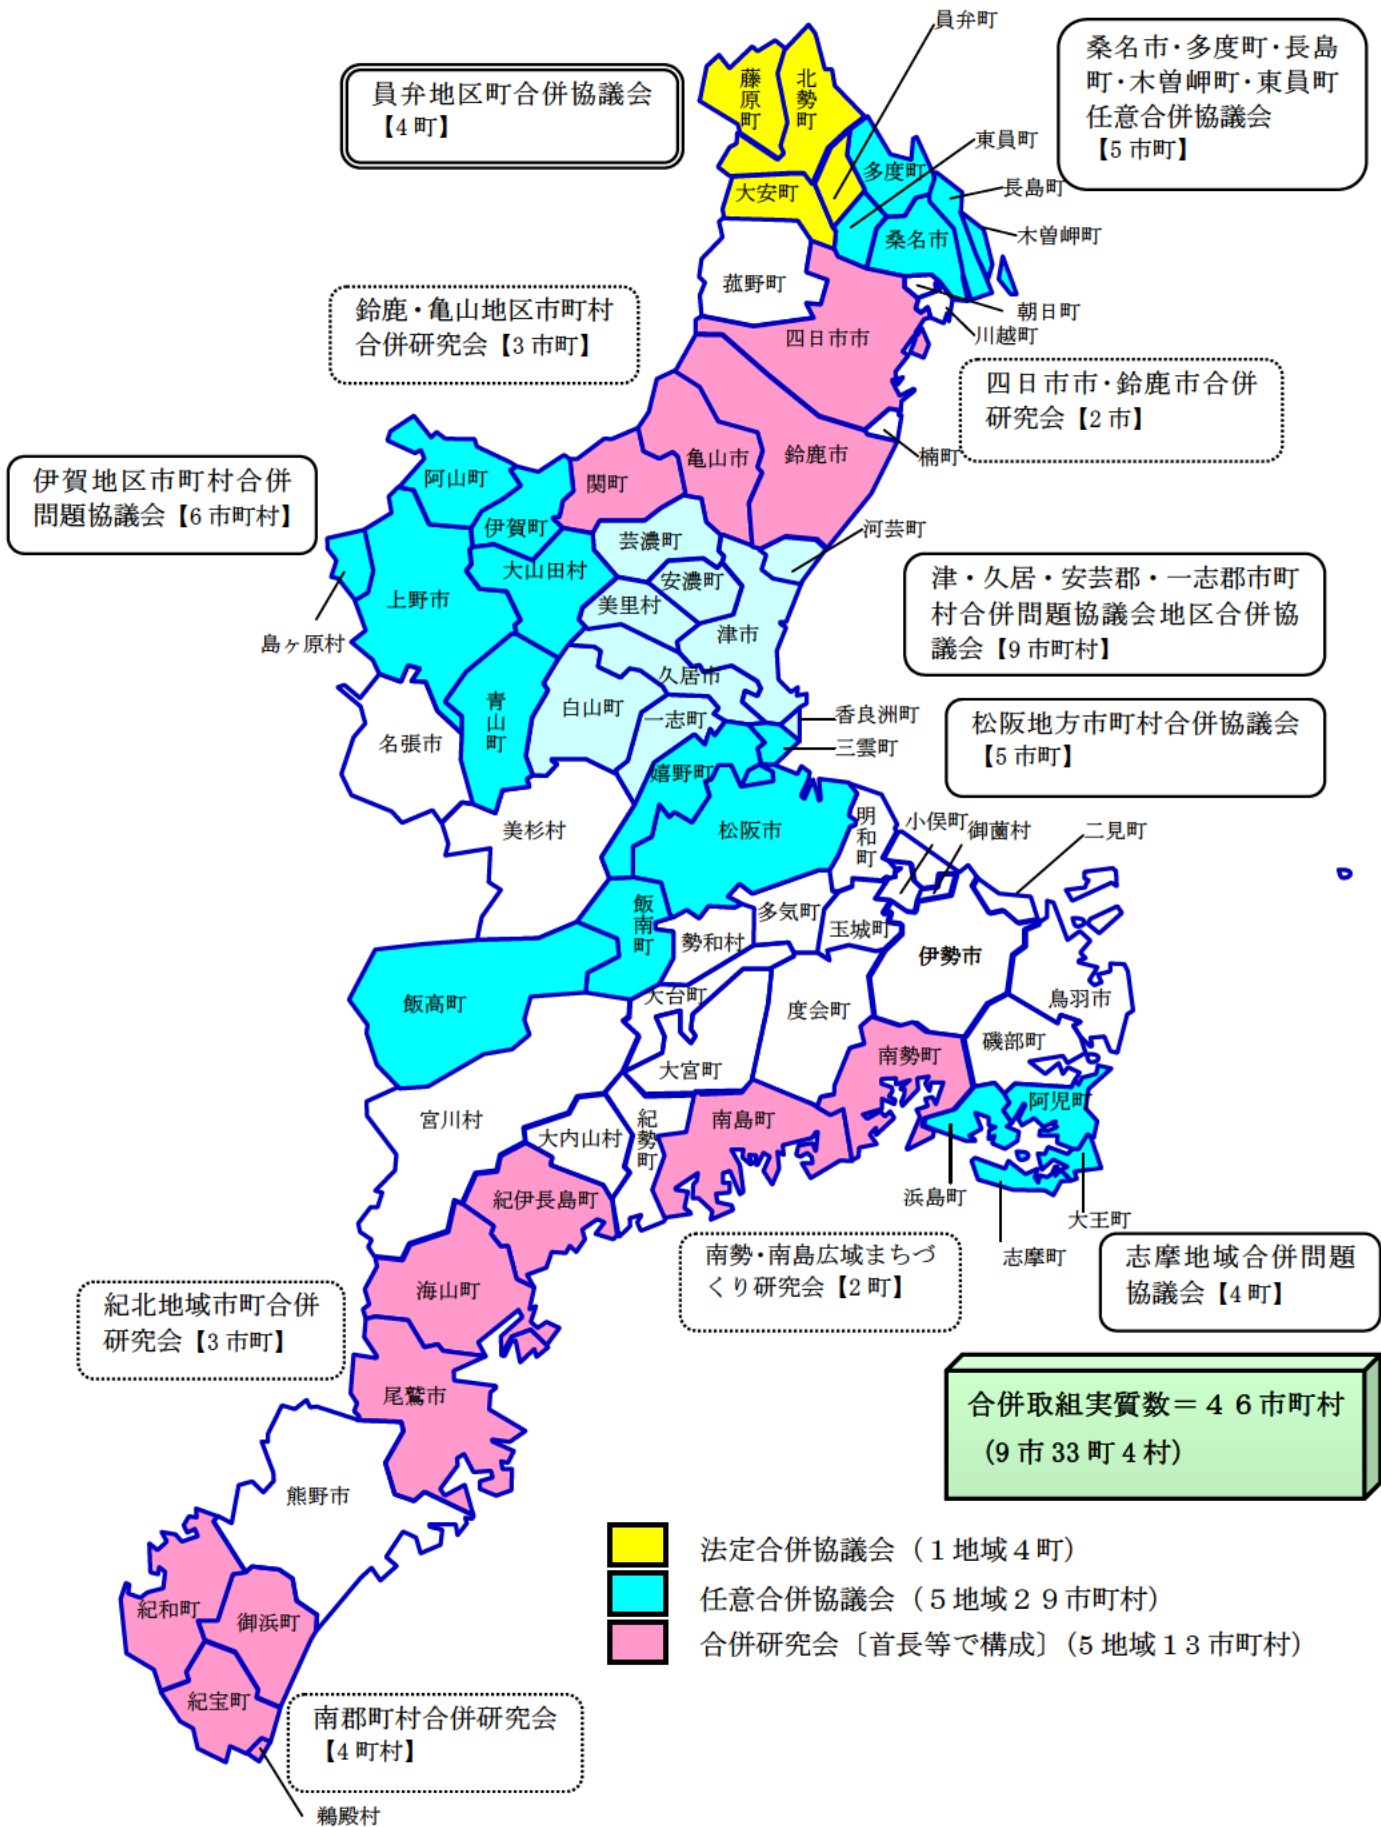 員弁町
桑名市・多度町・長島
町・木曽岬町・東員町
任意合併協議会
【5市町】
員弁地区町合併協議会
【4町】
藤原町
北勢町
東員町
多度町
長島町
大安町
桑名市
木曽岬町
菰野町
朝日町
川越町
四日市市
鈴鹿・亀山地区市町村
合併研究会【3市町】
四日市市・鈴鹿市合併
研究会【2市】
楠町
鈴鹿市
亀山市
関町
伊賀地区市町村合併
問題協議会【6市町村】
阿山町
伊賀町
河芸町
芸濃町
大山田村
安濃町
美里村
上野市
津市
島ヶ原村
津・久居・安芸郡・一志郡市町
村合併問題協議会地区合併協
議会【9市町村】
久居市
青山町
白山町
一志町
香良洲町
三雲町
名張市
嬉野町
松阪地方市町村合併協議会
【5市町】
美杉村
松阪市
明和町
小俣町
御薗村
二見町
飯南町
多気町
玉城町
勢和村
伊勢市
飯高町
大台町
度会町
鳥羽市
磯部町
南勢町
大宮町
阿児町
宮川村
大内山村
紀勢町
南島町
浜島町
大王町
志摩町
紀伊長島町
南勢・南島広域まちづ
くり研究会【2町】
志摩地域合併問題
協議会【4町】
海山町
紀北地域市町合併
研究会【3市町】
尾鷲市
合併取組実質数=46市町村
(9市33町4村)
熊野市
法定合併協議会(1地域4町)
任意合併協議会(5地域29市町村)
合併研究会〔首長等で構成〕(5地域13市町村)
紀和町
御浜町
紀宝町
南郡町村合併研究会
【4町村】
鵜殿村